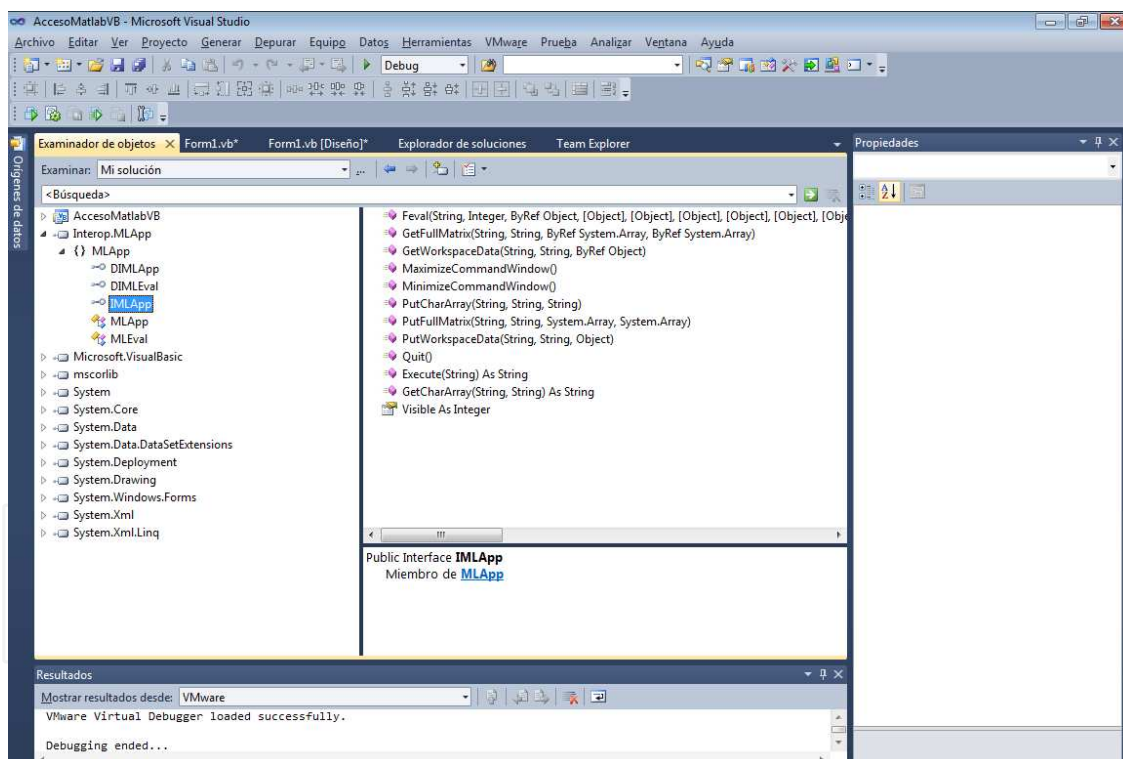 AccesoMatlabVB - Microsoft Visual Studio
Archivo Editar Ver Proyecto Generar Depurar Equipo Datos Herramientas VMware Prueba Analizar Ventana Ayuda
Debug
Orígenes de datos
Examinador de objetos Form1.vb* Form1.vb [Diseño]* Explorador de soluciones Team Explorer
Propiedades
Examinar: Mi solución ...
<Búsqueda>
AccesoMatlabVB
Interop.MLApp
{} MLApp
DIMLApp
DIMLEval
IMLApp
MLApp
MLEval
Microsoft.VisualBasic
mscorlib
System
System.Core
System.Data
System.Data.DataSetExtensions
System.Deployment
System.Drawing
System.Windows.Forms
System.Xml
System.Xml.Linq
Feval(String, Integer, ByRef Object, [Object], [Object], [Object], [Object], [Object], [Obje
GetFullMatrix(String, String, ByRef System.Array, ByRef System.Array)
GetWorkspaceData(String, String, ByRef Object)
MaximizeCommandWindow()
MinimizeCommandWindow()
PutCharArray(String, String, String)
PutFullMatrix(String, String, System.Array, System.Array)
PutWorkspaceData(String, String, Object)
Quit()
Execute(String) As String
GetCharArray(String, String) As String
Visible As Integer
Public Interface IMLApp
Miembro de MLApp
Resultados
Mostrar resultados desde: VMware
VMware Virtual Debugger loaded successfully.
Debugging ended...